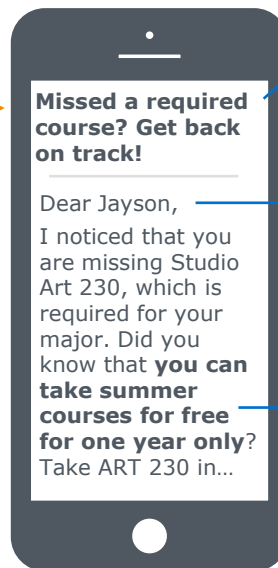 Missed a required
course? Get back
on track!
Dear Jayson,
I noticed that you
are missing Studio
Art 230, which is
required for your
major. Did you
know that you can
take summer
courses for free
for one year only?
Take ART 230 in…